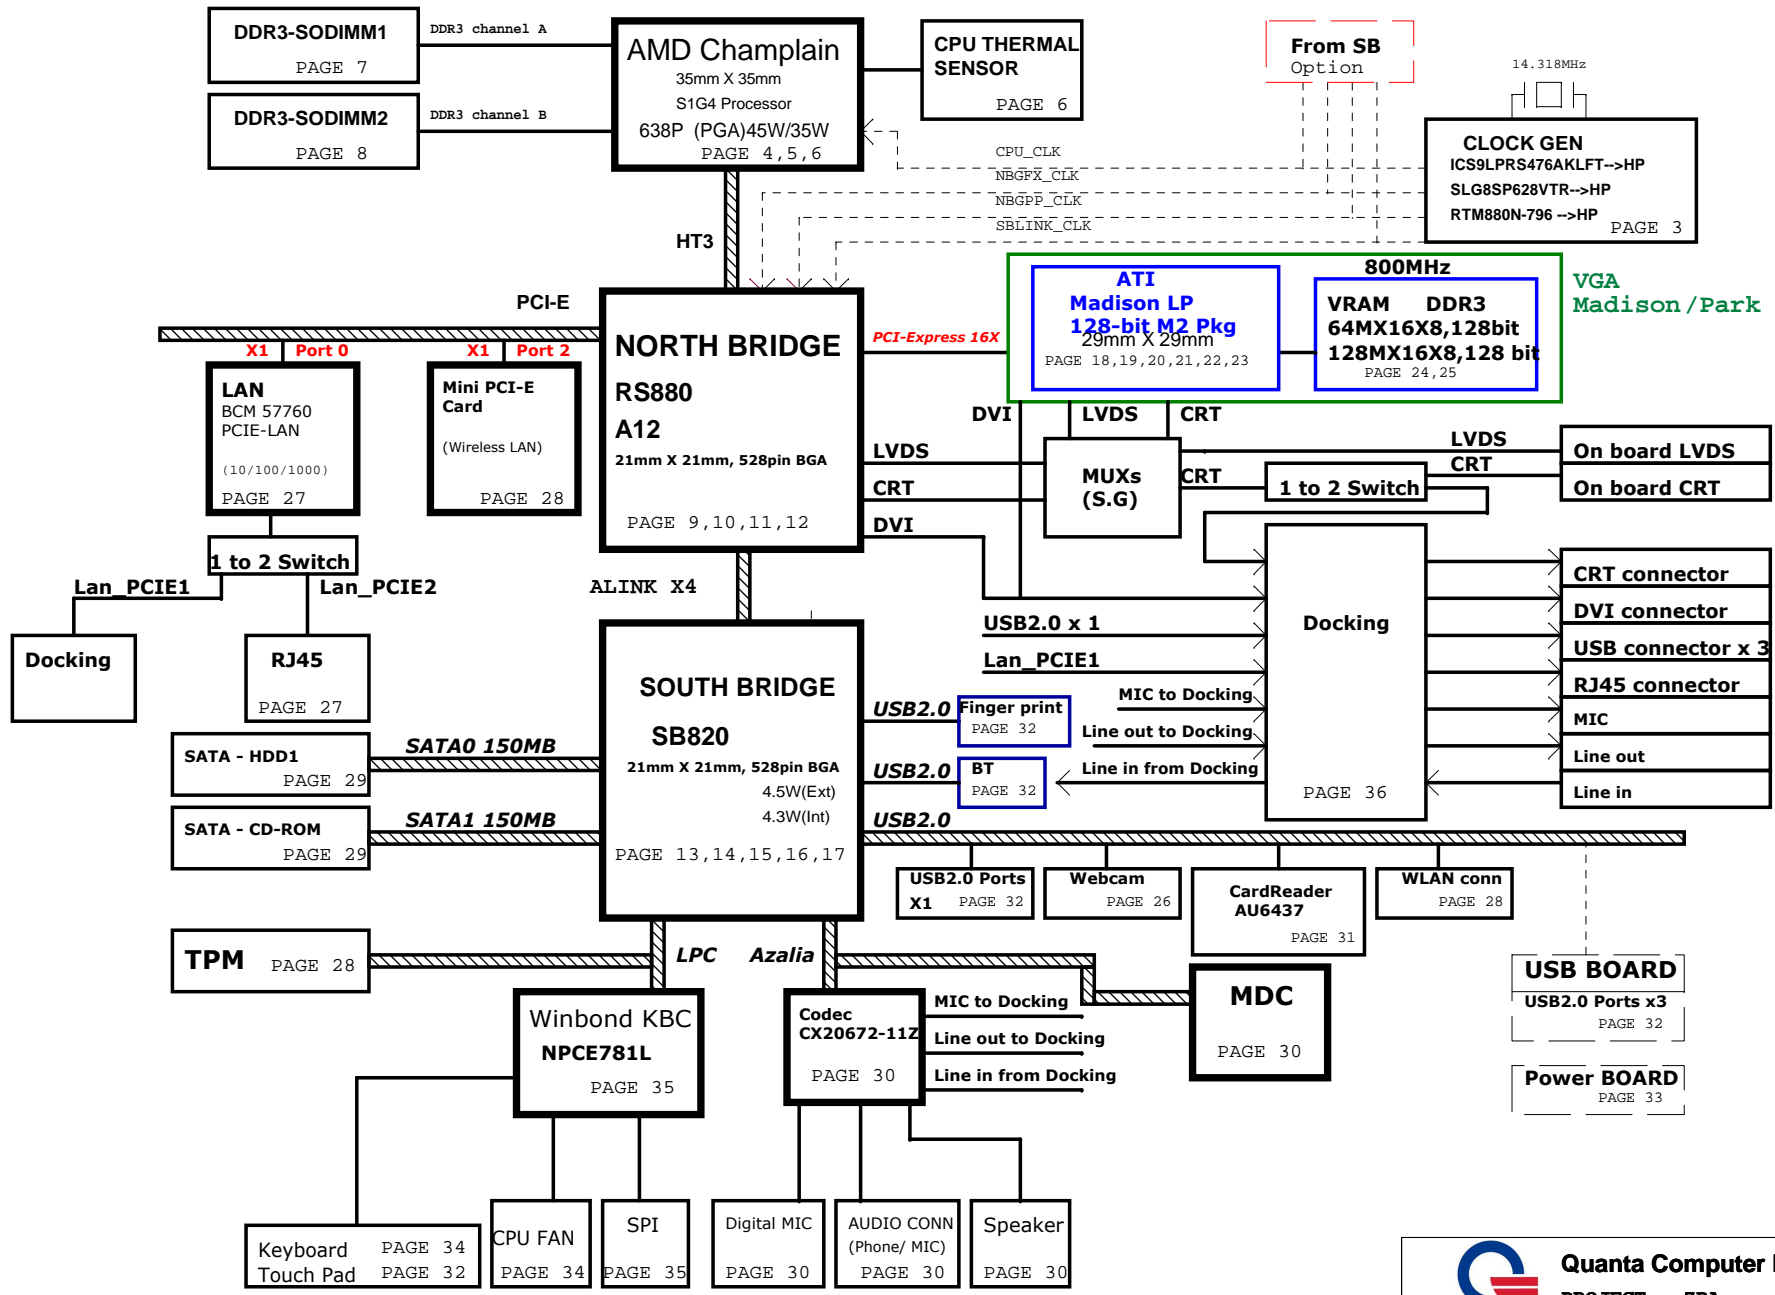 DDR3-SODIMM1
PAGE 7
DDR3 channel A
DDR3-SODIMM2
PAGE 8
DDR3 channel B
AMD Champlain
35mm X 35mm
S1G4 Processor
638P (PGA)45W/35W
PAGE 4,5,6
CPU THERMAL
SENSOR
PAGE 6
From SB
Option
14.318MHz
CLOCK GEN
ICS9LPRS476AKLFT-->HP
SLG8SP628VTR-->HP
RTM880N-796 -->HP
PAGE 3
CPU_CLK
NBGFX_CLK
NBGPP_CLK
SBLINK_CLK
HT3
PCI-E
X1 Port 0
X1 Port 2
LAN
BCM 57760
PCIE-LAN
(10/100/1000)
PAGE 27
Mini PCI-E
Card
(Wireless LAN)
PAGE 28
NORTH BRIDGE
RS880
A12
21mm X 21mm, 528pin BGA
PAGE 9,10,11,12
PCI-Express 16X
ATI
Madison LP
128-bit M2 Pkg
29mm X 29mm
PAGE 18,19,20,21,22,23
800MHz
VRAM DDR3
64MX16X8,128bit
128MX16X8,128 bit
PAGE 24,25
VGA
Madison/Park
DVI
LVDS
CRT
LVDS
CRT
DVI
MUXs
(S.G)
CRT
1 to 2 Switch
LVDS
CRT
On board LVDS
On board CRT
1 to 2 Switch
Lan_PCIE1
Lan_PCIE2
Docking
RJ45
PAGE 27
ALINK X4
USB2.0 x 1
Lan_PCIE1
MIC to Docking
Line out to Docking
Line in from Docking
Docking
PAGE 36
CRT connector
DVI connector
USB connector x 3
RJ45 connector
MIC
Line out
Line in
SOUTH BRIDGE
SB820
21mm X 21mm, 528pin BGA
4.5W(Ext)
4.3W(Int)
PAGE 13,14,15,16,17
USB2.0
Finger print
PAGE 32
USB2.0
BT
PAGE 32
USB2.0
SATA - HDD1
PAGE 29
SATA0 150MB
SATA - CD-ROM
PAGE 29
SATA1 150MB
USB2.0 Ports
X1 PAGE 32
Webcam
PAGE 26
CardReader
AU6437
PAGE 31
WLAN conn
PAGE 28
TPM PAGE 28
LPC
Azalia
USB BOARD
USB2.0 Ports x3
PAGE 32
Power BOARD
PAGE 33
Winbond KBC
NPCE781L
PAGE 35
Codec
CX20672-11Z
PAGE 30
MIC to Docking
Line out to Docking
Line in from Docking
MDC
PAGE 30
Keyboard PAGE 34
Touch Pad PAGE 32
CPU FAN
PAGE 34
SPI
PAGE 35
Digital MIC
PAGE 30
AUDIO CONN
(Phone/ MIC)
PAGE 30
Speaker
PAGE 30
Quanta Computer